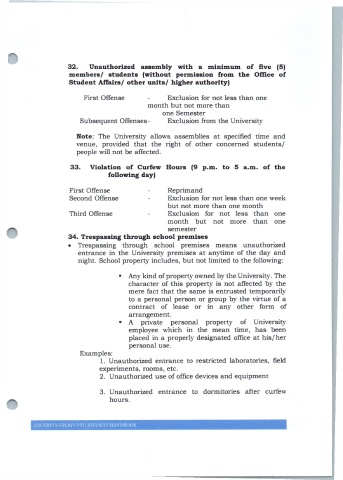 32. Unauthorized assembly with a minimum of five (5)
members/ students (without permission from the Office of
Student Affairs/ other units/ higher authority)
First Offense - Exclusion for not less than one
month but not more than
one Semester
Subsequent Offenses- Exclusion from the University
Note: The University allows assemblies at specified time and
venue, provided that the right of other concerned students/
people will not be affected.
33. Violation of Curfew Hours (9 p.m. to 5 a.m. of the
following day)
First Offense - Reprimand
Second Offense - Exclusion for not less than one week
but not more than one month
Third Offense - Exclusion for not less than one
month but not more than one
semester
34. Trespassing through school premises
• Trespassing through school premises means unauthorized
entrance in the University premises at anytime of the day and
night. School property includes, but not limited to the following:
• Any kind of property owned by the University. The
character of this property is not affected by the
mere fact that the same is entrusted temporarily
to a personal person or group by the virtue of a
contract of lease or in any other form of
arrangement.
• A private personal property of University
employee which in the mean time, has been
placed in a properly designated office at his/her
personal use.
Examples:
1. Unauthorized entrance to restricted laboratories, field
experiments, rooms, etc.
2. Unauthorized use of office devices and equipment
3. Unauthorized entrance to dormitories after curfew
hours.
STUDENT HANDBOOK